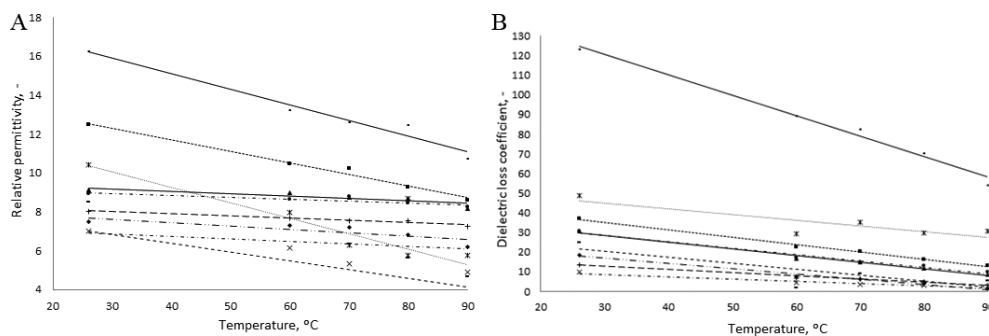 A
B
Relative permittivity, -
18
16
14
12
10
8
6
4
20 30 40 50 60 70 80 90
Temperature, °C
Dielectric loss coefficient, -
130
120
110
100
90
80
70
60
50
40
30
20
10
0
20 30 40 50 60 70 80 90
Temperature, °C